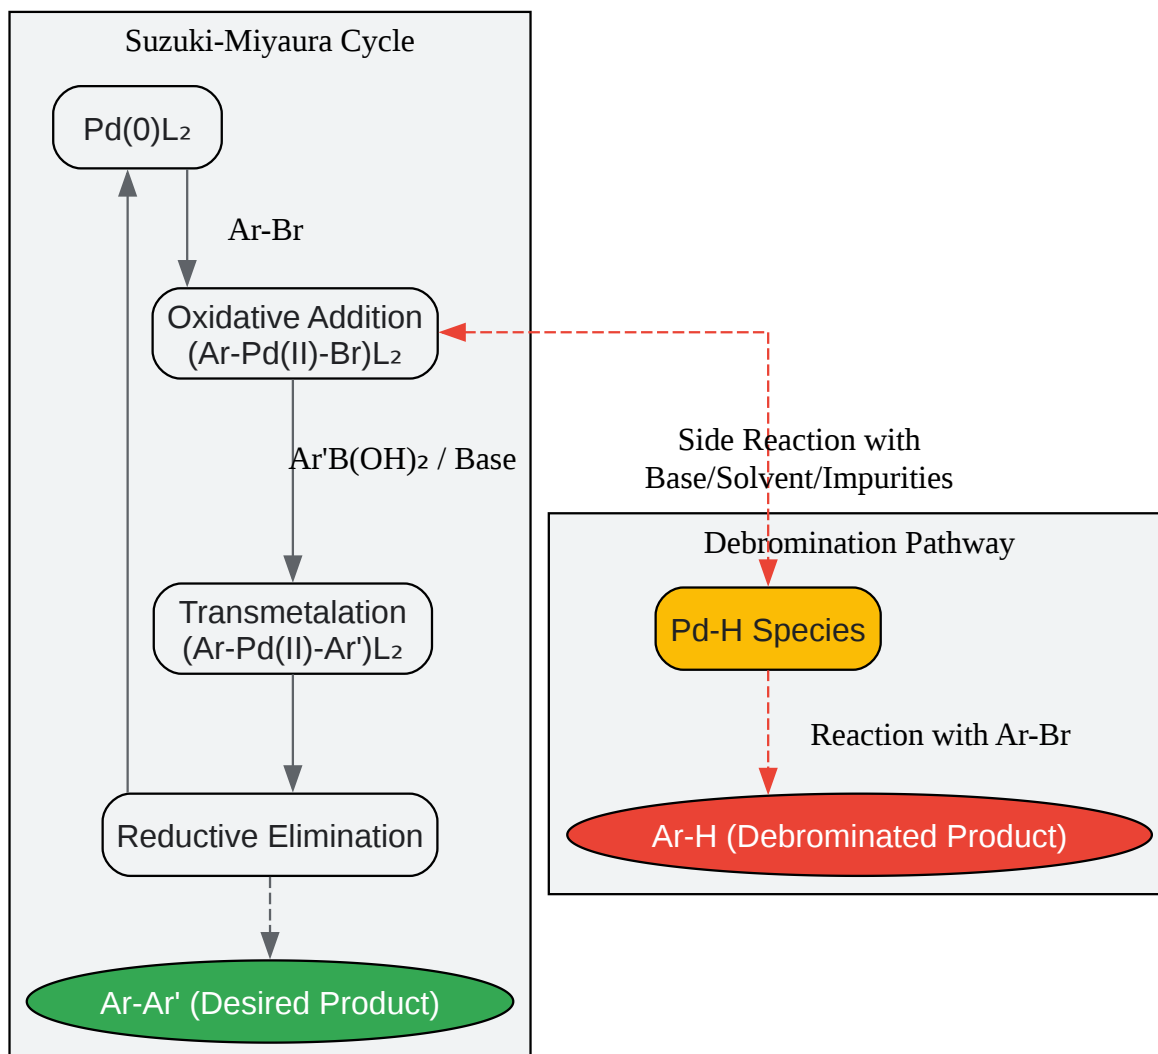 Suzuki-Miyaura Cycle
Pd(0)L₂
Ar-Br
Oxidative Addition
(Ar-Pd(II)-Br)L₂
Ar'B(OH)₂ / Base
Transmetalation
(Ar-Pd(II)-Ar')L₂
Reductive Elimination
Ar-Ar' (Desired Product)
Side Reaction with
Base/Solvent/Impurities
Debromination Pathway
Pd-H Species
Reaction with Ar-Br
Ar-H (Debrominated Product)